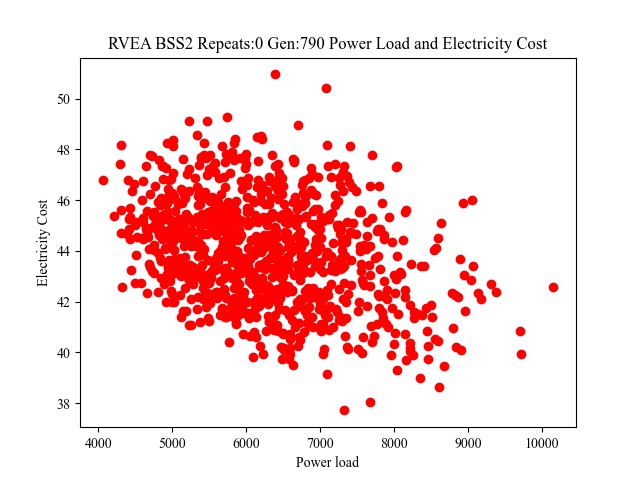 RVEA BSS2 Repeats:0 Gen:790 Power Load and Electricity Cost
50
48
46
44
42
40
38
Electricity Cost
4000 5000 6000 7000 8000 9000 10000
Power load